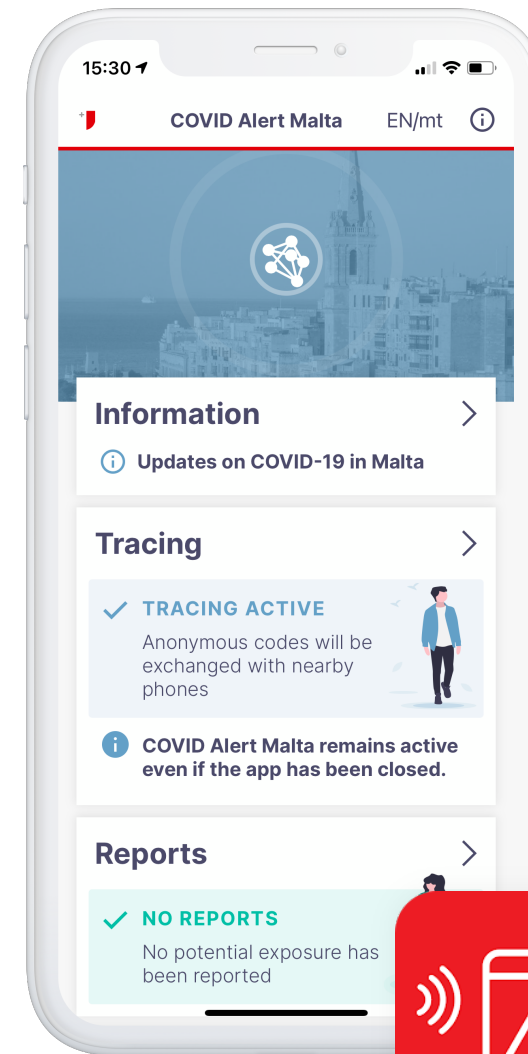 15:30
COVID Alert Malta EN/mt
Information
Updates on COVID-19 in Malta
Tracing
TRACING ACTIVE
Anonymous codes will be
exchanged with nearby
phones
COVID Alert Malta remains active
even if the app has been closed.
Reports
NO REPORTS
No potential exposure has
been reported